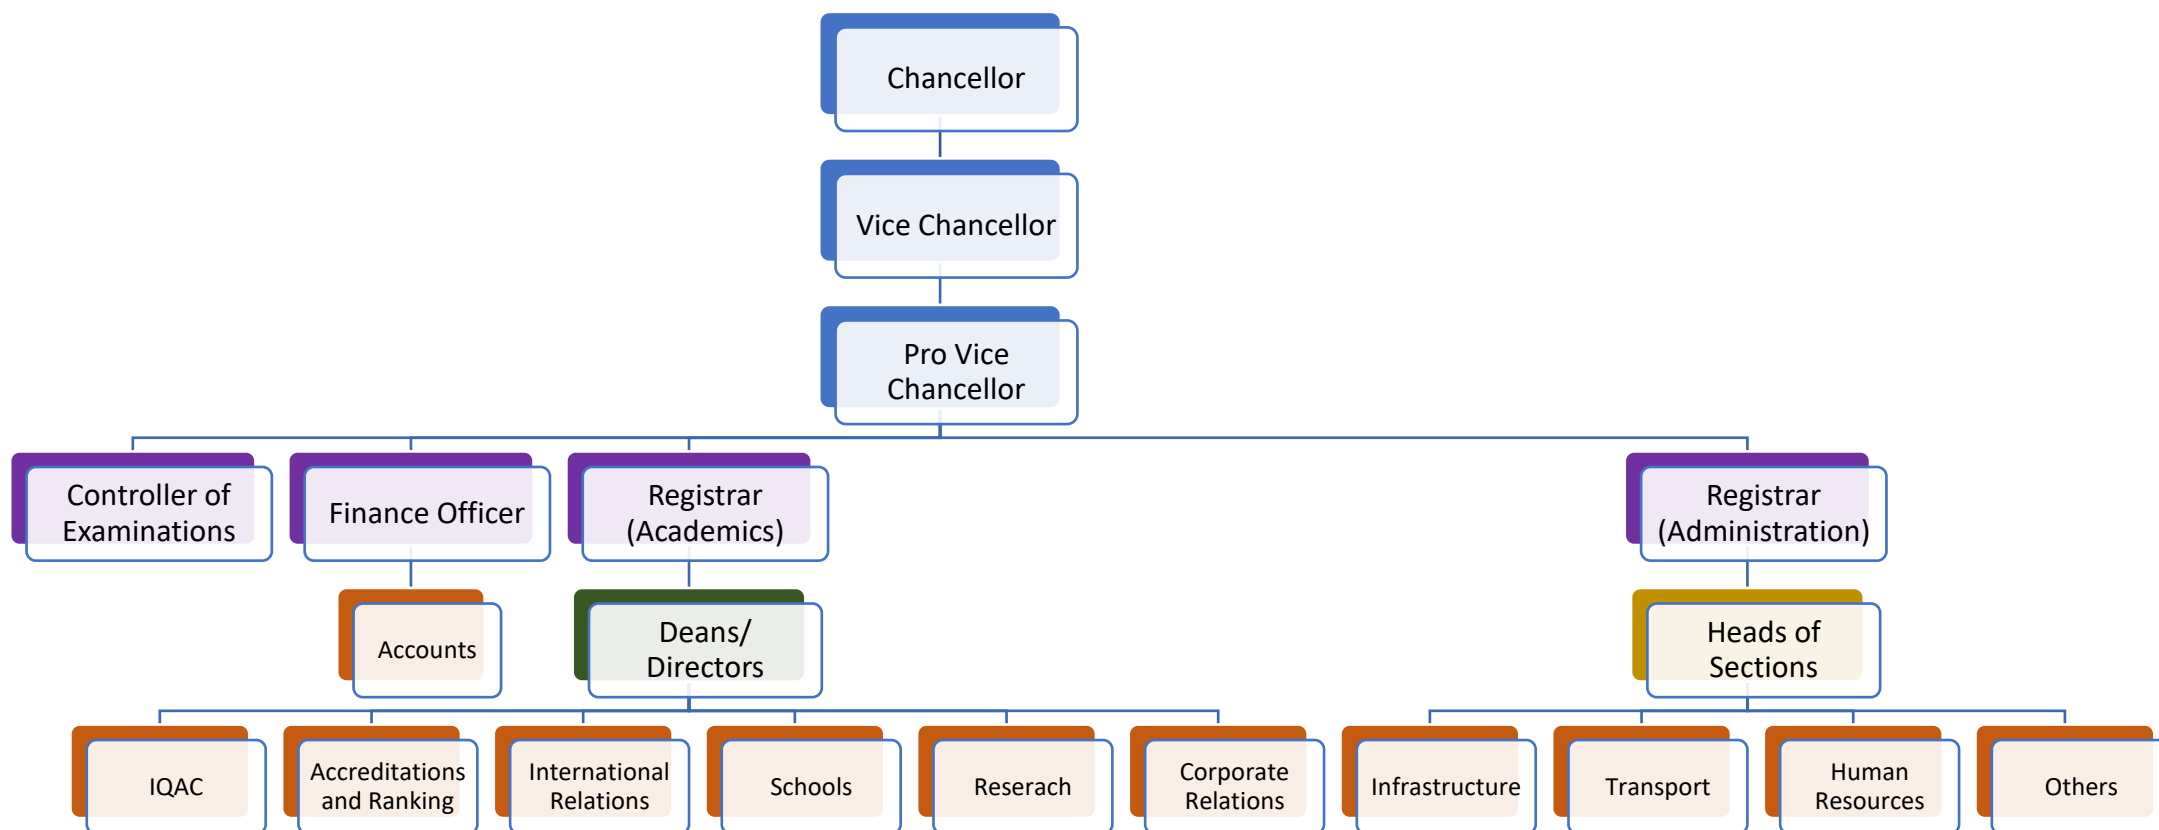 Chancellor
Vice Chancellor
Pro Vice
Chancellor
Controller of
Examinations
Finance Officer
Registrar
(Academics)
Registrar
(Administration)
Accounts
Deans/
Directors
Heads of
Sections
IQAC
Accreditations
and Ranking
International
Relations
Schools
Reserach
Corporate
Relations
Infrastructure
Transport
Human
Resources
Others